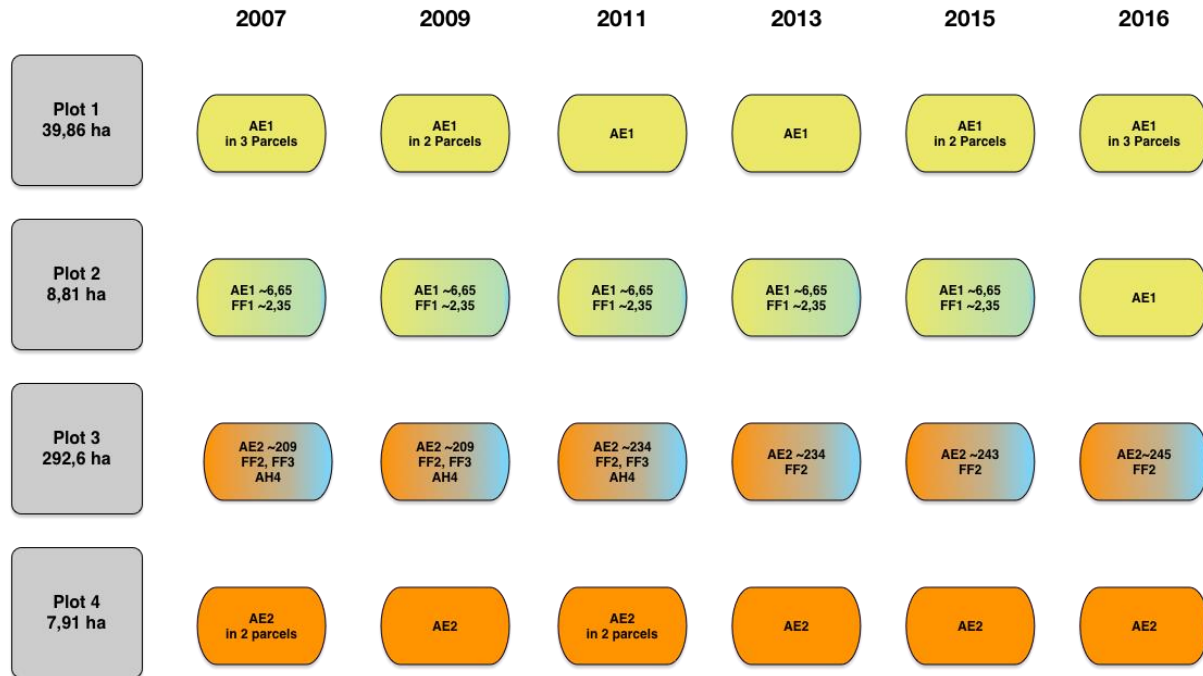 2007 2009 2011 2013 2015 2016
Plot 1
39,86 ha
AE1
in 3 Parcels
AE1
in 2 Parcels
AE1
AE1
AE1
in 2 Parcels
AE1
in 3 Parcels
Plot 2
8,81 ha
AE1 ~6,65
FF1 ~2,35
AE1 ~6,65
FF1 ~2,35
AE1 ~6,65
FF1 ~2,35
AE1 ~6,65
FF1 ~2,35
AE1 ~6,65
FF1 ~2,35
AE1
Plot 3
292,6 ha
AE2 ~209
FF2, FF3
AH4
AE2 ~209
FF2, FF3
AH4
AE2 ~234
FF2, FF3
AH4
AE2 ~234
FF2
AE2 ~243
FF2
AE2~245
FF2
Plot 4
7,91 ha
AE2
in 2 parcels
AE2
AE2
in 2 parcels
AE2
AE2
AE2